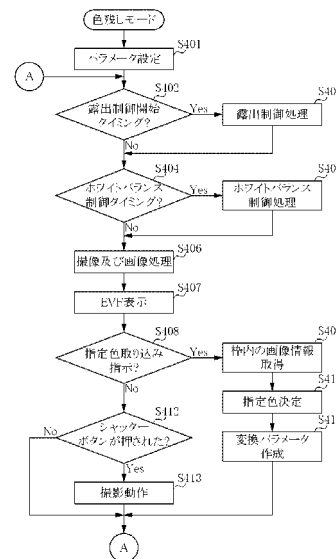 色残しモード
S401
パラメータ設定
A
S402
露出制御開始
タイミング?
Yes
S40
露出制御処理
No
S404
ホワイトバランス
制御タイミング?
Yes
S40
ホワイトバランス
制御処理
No
S406
撮像及び画像処理
S407
EVF表示
S408
指定色取り込み
指示?
Yes
S40
枠内の画像情報
取得
No
S41
指定色決定
S412
シャッター
ボタンが押された?
No
S41
変換パラメータ
作成
Yes
S413
撮影動作
A